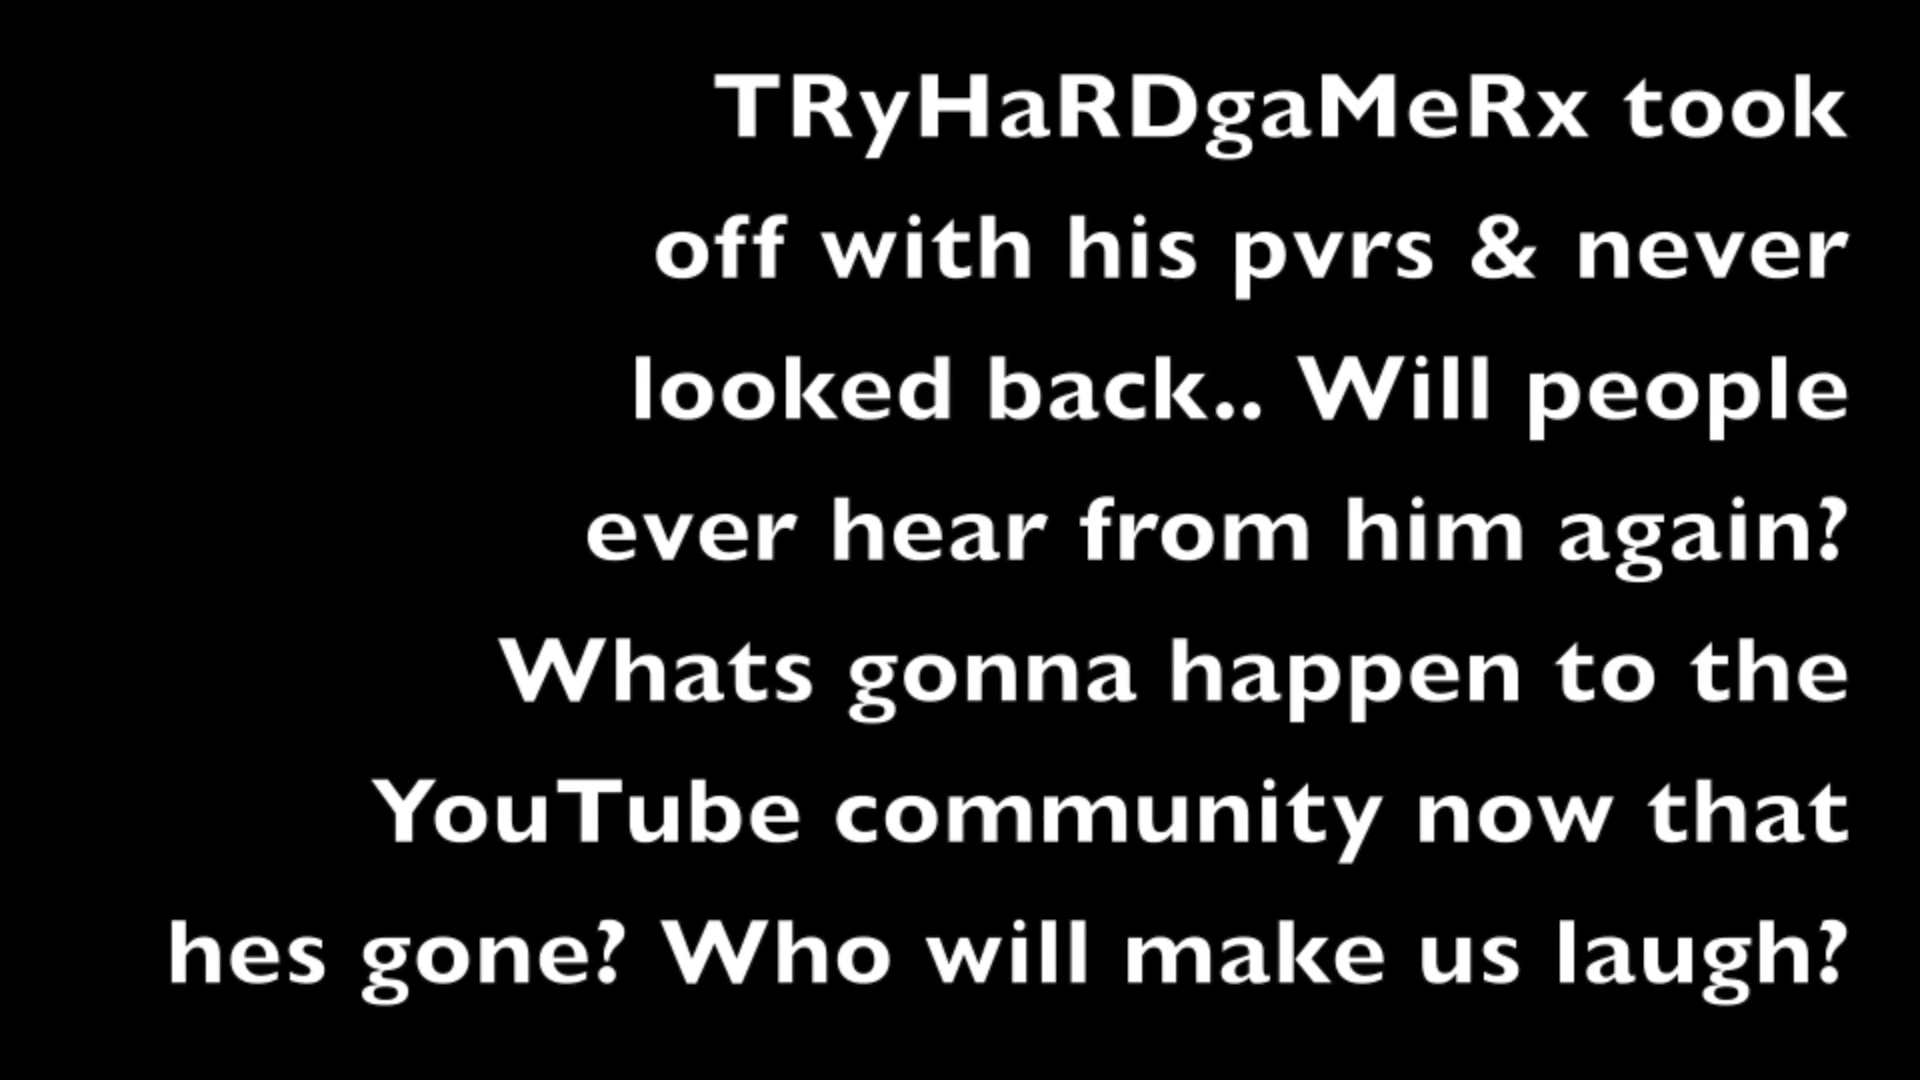 TRyHaRDgaMeRx took
off with his pvrs & never
looked back.. Will people
ever hear from him again?
Whats gonna happen to the
YouTube community now that
hes gone? Who will make us laugh?